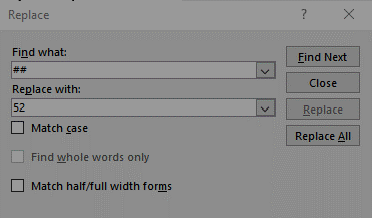 Replace ? ×
Find what: Find Next
##
Close
Replace with:
52 Replace
Match case
Replace All
Find whole words only
Match half/full width forms